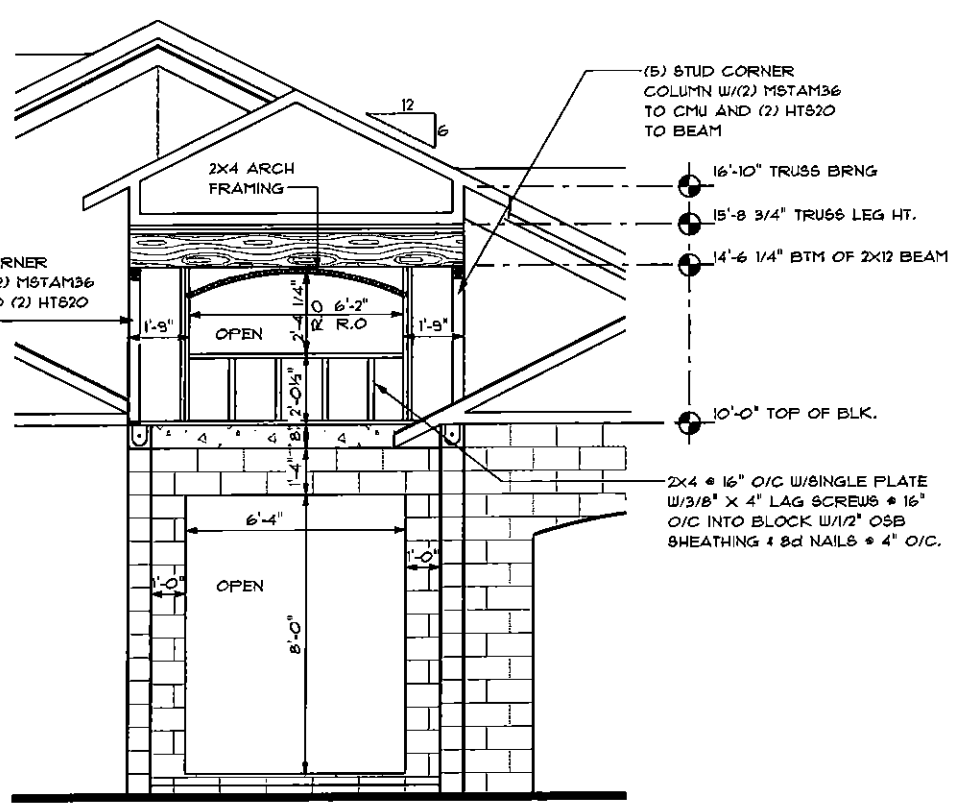 (5) STUD CORNER
COLUMN W/(2) MSTAM36
TO CMU AND (2) HTS20
TO BEAM
12
6
2X4 ARCH
FRAMING
16'-10" TRUSS BRNG
15'-8 3/4" TRUSS LEG HT.
14'-6 1/4" BTM OF 2X12 BEAM
RNER
2) MSTAM36
(2) HTS20
1'-9"
OPEN
2'-4 1/4"
R.O
6'-2"
R.O
1'-9"
2'-0½"
10'-0" TOP OF BLK.
8"
1'-4"
2X4 @ 16" O/C W/SINGLE PLATE
W/3/8" X 4" LAG SCREWS @ 16"
O/C INTO BLOCK W/1/2" OSB
SHEATHING & 8d NAILS @ 4" O/C.
6'-4"
1'-0"
OPEN
1'-0"
8'-0"